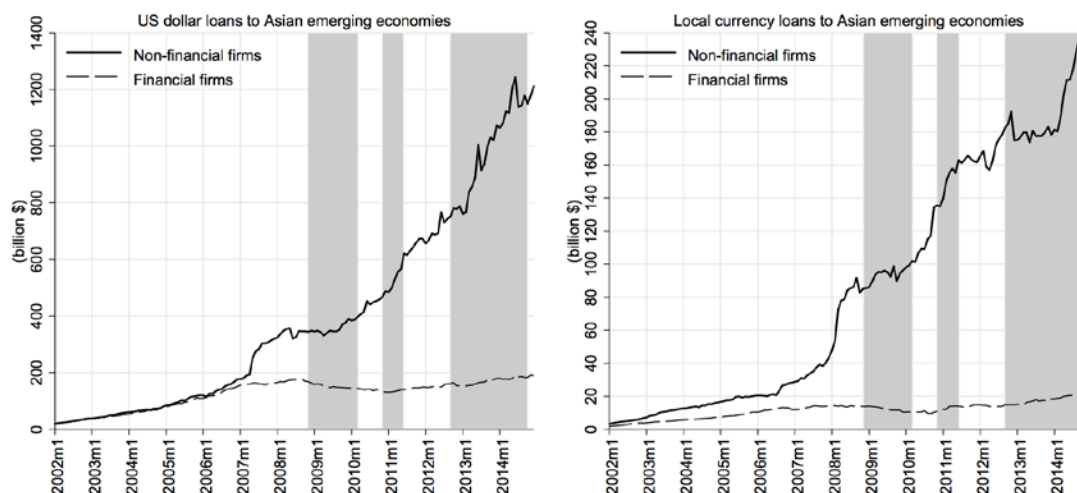 US dollar loans to Asian emerging economies
Non-financial firms
Financial firms
(billion $)
1400
1200
1000
800
600
400
200
0
2002m1
2003m1
2004m1
2005m1
2006m1
2007m1
2008m1
2009m1
2010m1
2011m1
2012m1
2013m1
2014m1
Local currency loans to Asian emerging economies
Non-financial firms
Financial firms
(billion $)
240
220
200
180
160
140
120
100
80
60
40
20
0
2002m1
2003m1
2004m1
2005m1
2006m1
2007m1
2008m1
2009m1
2010m1
2011m1
2012m1
2013m1
2014m1